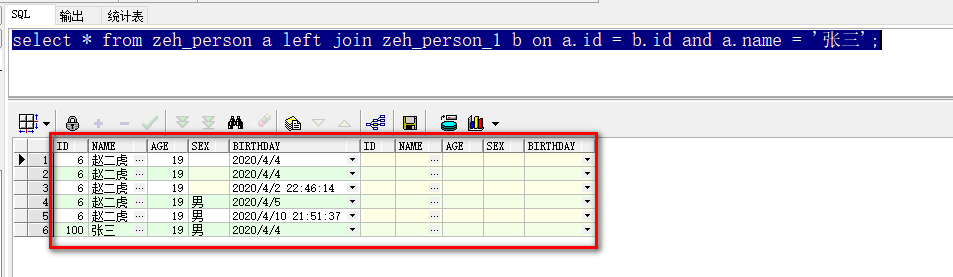 SQL 输出 统计表
select * from zeh_person a left join zeh_person_1 b on a.id = b.id and a.name = '张三';
ID NAME AGE SEX BIRTHDAY ID NAME AGE SEX BIRTHDAY
1 6 赵二虎 ··· 19 2020/4/4 ··· 
2 6 赵二虎 ··· 19 2020/4/4 ···
3 6 赵二虎 ··· 19 2020/4/2 22:46:14 ···
4 6 赵二虎 ··· 19 男 2020/4/5 ···
5 6 赵二虎 ··· 19 男 2020/4/10 21:51:37 ···
6 100 张三 ··· 19 男 2020/4/4 ···